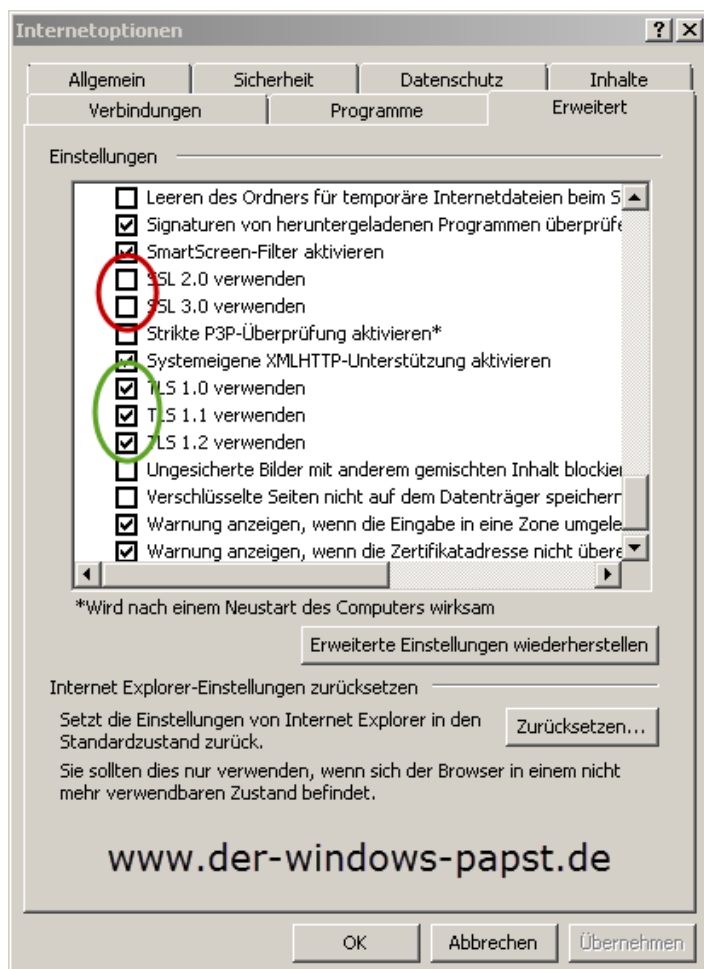 Internetoptionen
Allgemein Sicherheit Datenschutz Inhalte
Verbindungen Programme Erweitert
Einstellungen
Leeren des Ordners für temporäre Internetdateien beim S
Signaturen von heruntergeladenen Programmen überprüfe
SmartScreen-Filter aktivieren
SSL 2.0 verwenden
SSL 3.0 verwenden
Strikte P3P-Überprüfung aktivieren*
Systemeigene XMLHTTP-Unterstützung aktivieren
TLS 1.0 verwenden
TLS 1.1 verwenden
TLS 1.2 verwenden
Ungesicherte Bilder mit anderem gemischten Inhalt blockie
Verschlüsselte Seiten nicht auf dem Datenträger speicher
Warnung anzeigen, wenn die Eingabe in eine Zone umgele
Warnung anzeigen, wenn die Zertifikatadresse nicht übere
*Wird nach einem Neustart des Computers wirksam
Erweiterte Einstellungen wiederherstellen
Internet Explorer-Einstellungen zurücksetzen
Setzt die Einstellungen von Internet Explorer in den
Standardzustand zurück.
Zurücksetzen...
Sie sollten dies nur verwenden, wenn sich der Browser in einem nicht
mehr verwendbaren Zustand befindet.
www.der-windows-papst.de
OK Abbrechen Übernehmen